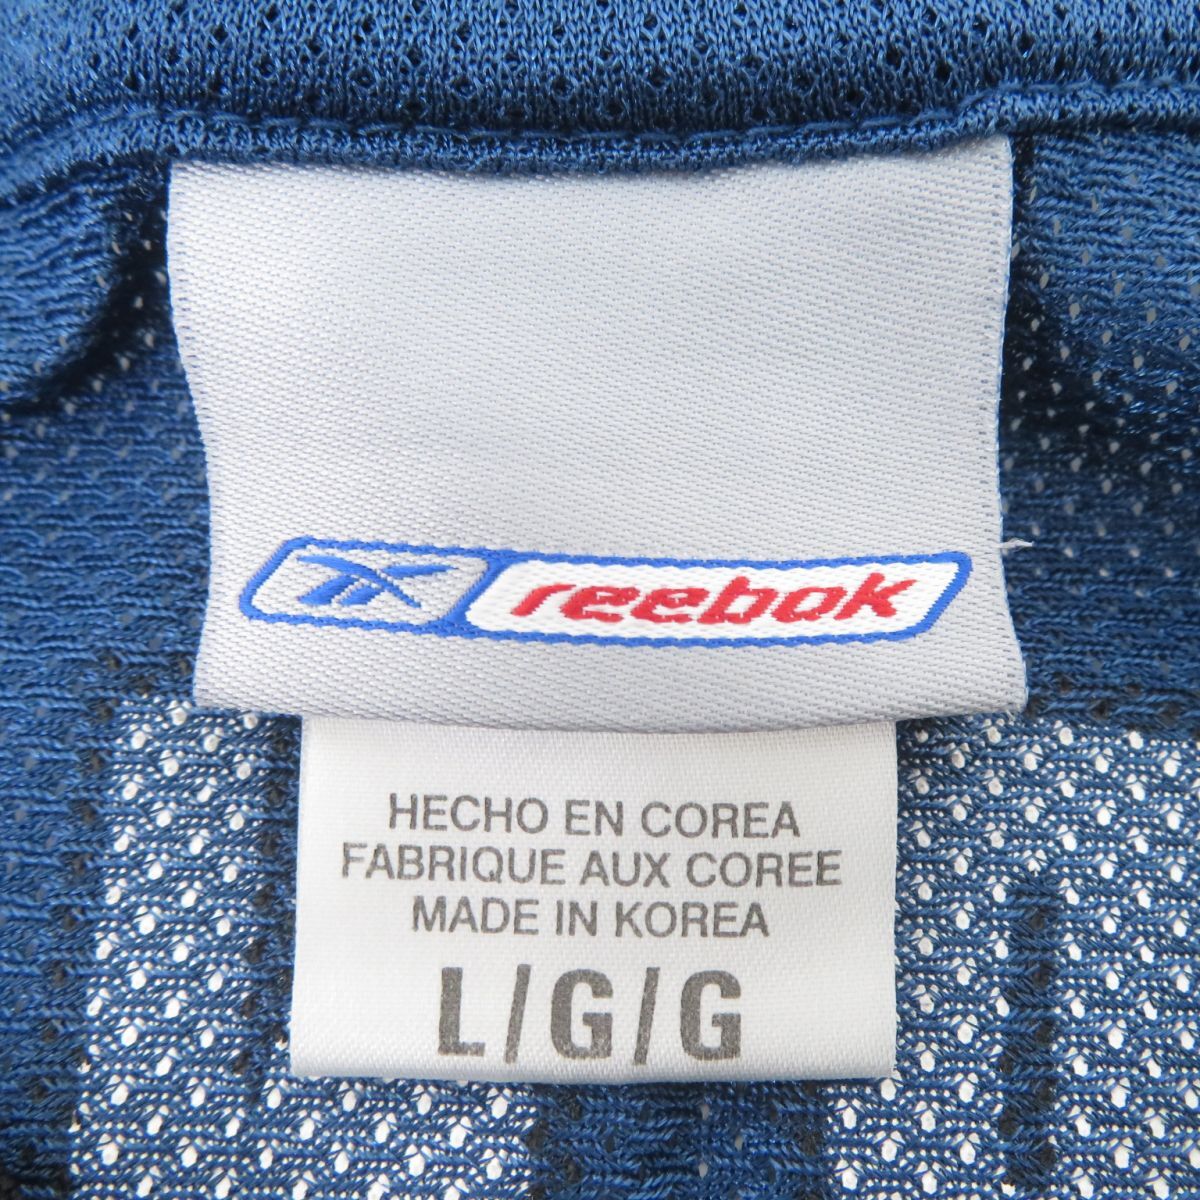 reebok
HECHO EN COREA
FABRIQUE AUX COREE
MADE IN KOREA
L/G/G